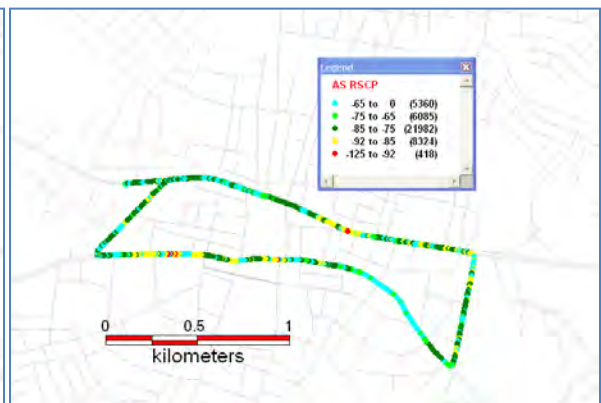 Legend
AS RSCP
-65 to 0 (5360)
-75 to -65 (6085)
-85 to -75 (21982)
-92 to -85 (8324)
-125 to -92 (418)
0 0.5 1
kilometers